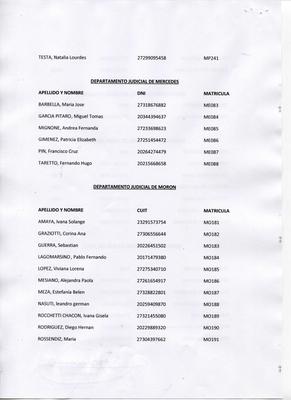 TESTA, Natalia Lourdes 27299095458 MP241
DEPARTAMENTO JUDICIAL DE MERCEDES
APELLIDO Y NOMBRE DNI MATRICULA
BARBELLA, Maria Jose 27318676882 ME083
GARCIA PITARO, Miguel Tomas 20344394637 ME084
MIGNONE, Andrea Fernanda 27233698623 ME085
GIMENEZ, Patricia Elizabeth 27251454472 ME086
PIN, Francisco Cruz 20264274479 ME087
TARETTO, Fernando Hugo 20215668658 ME088
DEPARTAMENTO JUDICIAL DE MORON
APELLIDO Y NOMBRE CUIT MATRICULA
AMAYA, Ivana Solange 23291573754 MO181
GRAZIOTTI, Corina Ana 27306556644 MO182
GUERRA, Sebastian 20226451502 MO183
LAGOMARSINO , Pablo Fernando 20171479380 MO184
LOPEZ, Viviana Lorena 27275340710 MO185
MESIANO, Alejandra Paola 27261654917 MO186
MEZA, Estefanía Belen 27328822801 MO187
NASUTI, leandro german 20259409870 MO188
ROCCHETTI CHACON, Ivana Gisela 27321455080 MO189
RODRIGUEZ, Diego Hernan 20229889320 MO190
ROSSENDIZ, Maria 27304397662 MO191